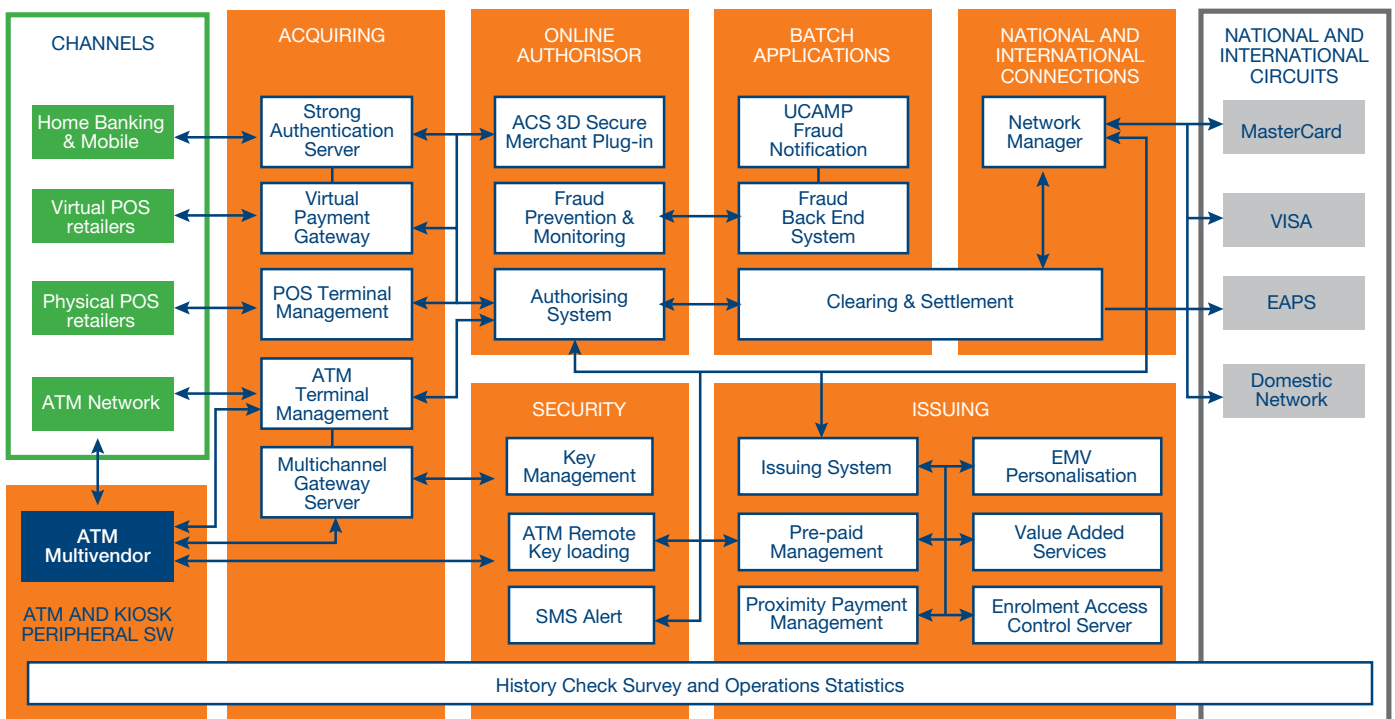 CHANNELS
Home Banking
& Mobile
Virtual POS
retailers
Physical POS
retailers
ATM Network
ATM
Multivendor
ATM AND KIOSK
PERIPHERAL SW
ACQUIRING
Strong
Authentication
Server
Virtual
Payment
Gateway
POS Terminal
Management
ATM
Terminal
Management
Multichannel
Gateway
Server
ONLINE
AUTHORISOR
ACS 3D Secure
Merchant Plug-in
Fraud
Prevention &
Monitoring
Authorising
System
BATCH
APPLICATIONS
UCAMP
Fraud
Notification
Fraud
Back End
System
Clearing & Settlement
NATIONAL AND
INTERNATIONAL
CONNECTIONS
Network
Manager
NATIONAL AND
INTERNATIONAL
CIRCUITS
MasterCard
VISA
EAPS
Domestic
Network
SECURITY
Key
Management
ATM Remote
Key loading
SMS Alert
ISSUING
Issuing System
Pre-paid
Management
Proximity Payment
Management
EMV
Personalisation
Value Added
Services
Enrolment Access
Control Server
History Check Survey and Operations Statistics